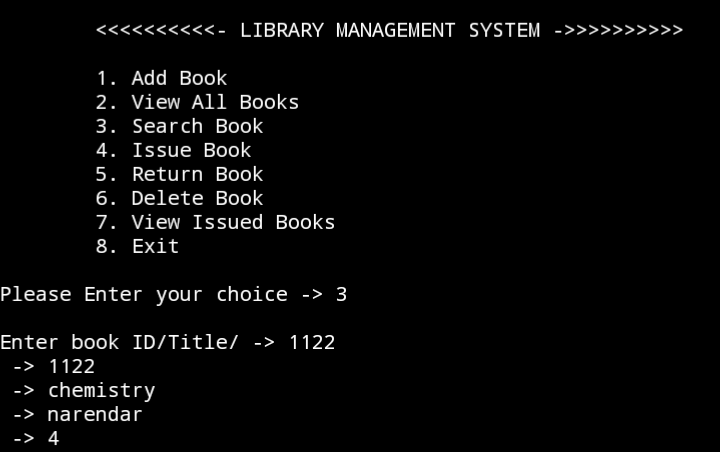 <<<<<<<<<<- LIBRARY MANAGEMENT SYSTEM ->>>>>>>>>>
1. Add Book
2. View All Books
3. Search Book
4. Issue Book
5. Return Book
6. Delete Book
7. View Issued Books
8. Exit
Please Enter your choice -> 3
Enter book ID/Title/ -> 1122
-> 1122
-> chemistry
-> narendar
-> 4